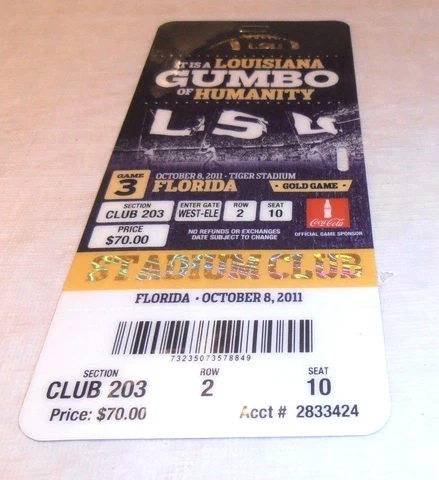 LSU
IT IS A LOUISIANA
GUMBO
OF HUMANITY
LSU
GAME
3
OCTOBER 8, 2011 · TIGER STADIUM
FLORIDA
· GOLD GAME ·
SECTION
CLUB 203
ENTER GATE
WEST-ELE
ROW
2
SEAT
10
Coca-Cola
OFFICIAL GAME SPONSOR
PRICE
$70.00
NO REFUNDS OR EXCHANGES
DATE SUBJECT TO CHANGE
STADIUM CLUB
FLORIDA · OCTOBER 8, 2011
73235073578849
SECTION
CLUB 203
ROW
2
SEAT
10
Price: $70.00
Acct # 2833424